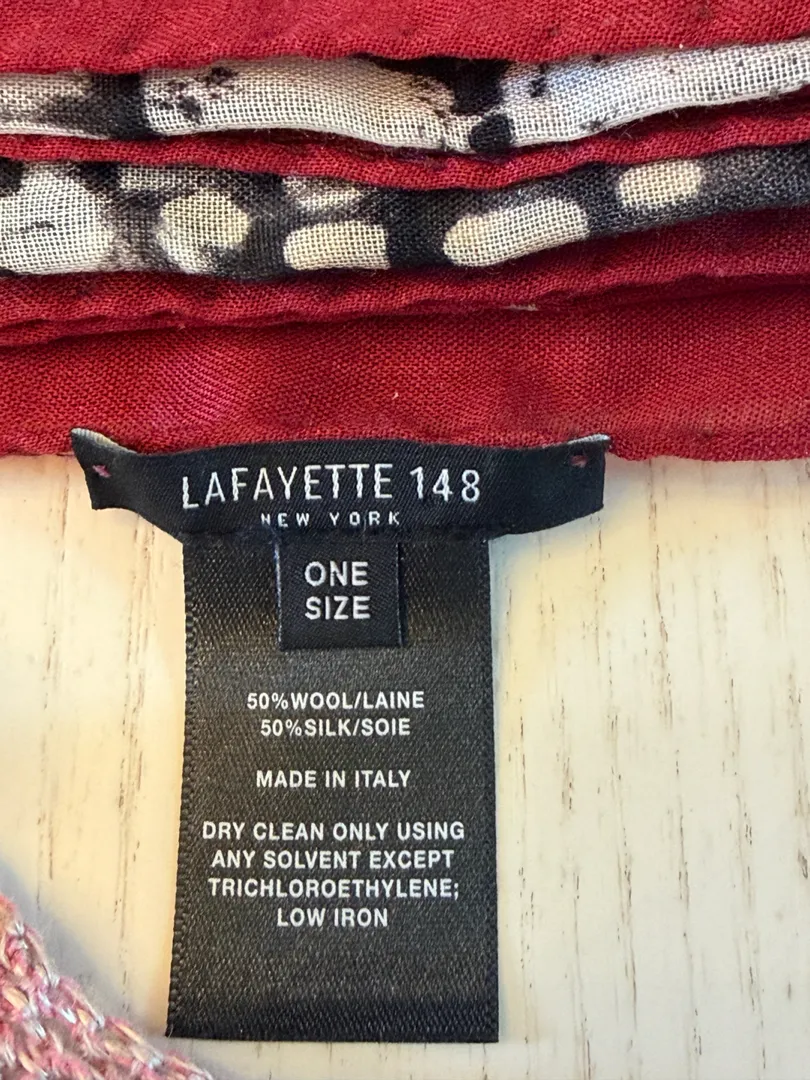 LAFAYETTE 148
NEW YORK
ONE
SIZE
50%WOOL/LAINE
50%SILK/SOIE
MADE IN ITALY
DRY CLEAN ONLY USING
ANY SOLVENT EXCEPT
TRICHLOROETHYLENE;
LOW IRON